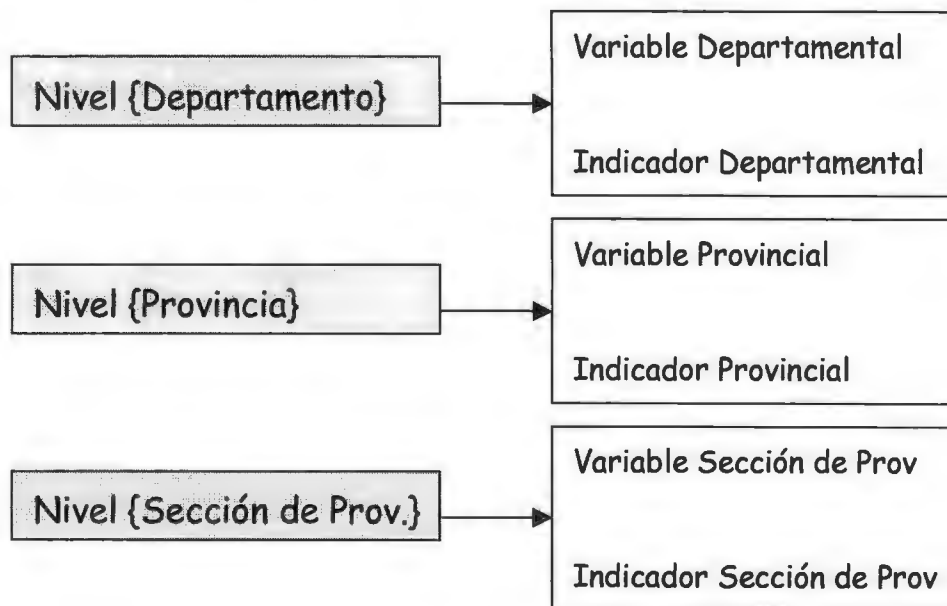 Nivel {Departamento}
Variable Departamental
Indicador Departamental
Nivel {Provincia}
Variable Provincial
Indicador Provincial
Nivel {Sección de Prov.}
Variable Sección de Prov
Indicador Sección de Prov